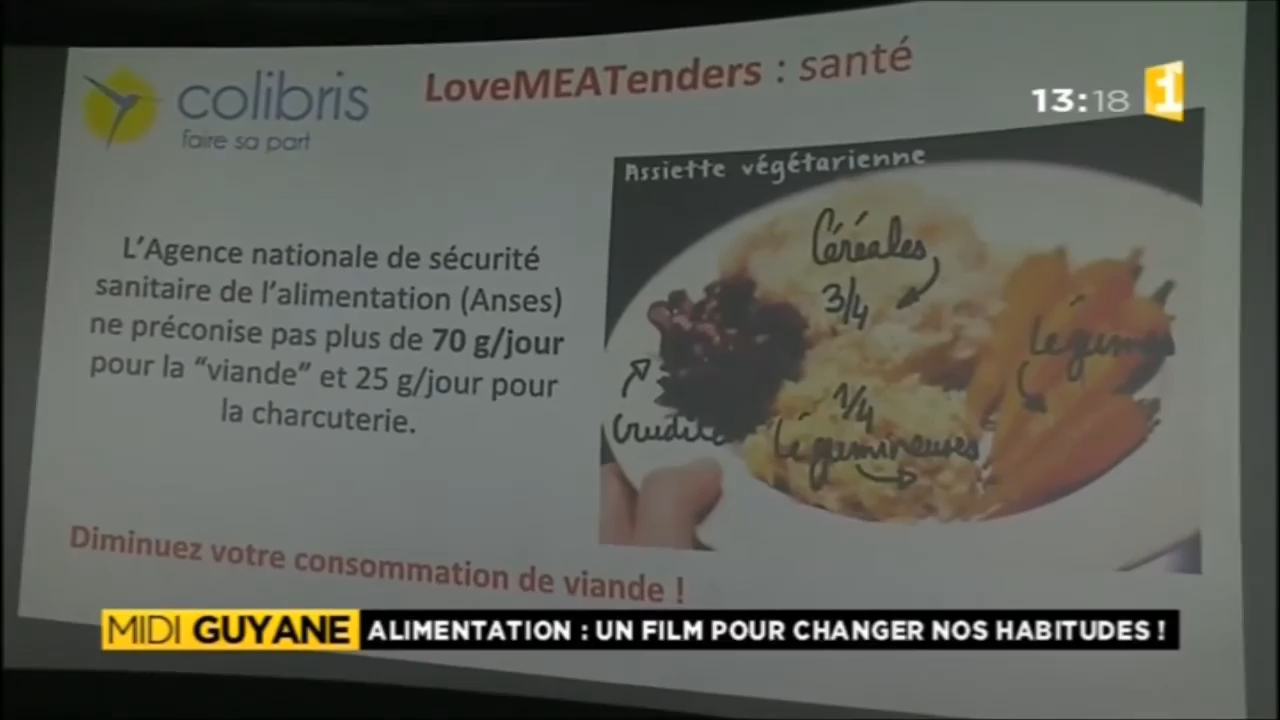 colibris
faire sa part
LoveMEATenders : santé
13:18
1
Assiette végétarienne
Céréales
3/4
Légumes
1/4
Légumineuses
Crudités
L'Agence nationale de sécurité
sanitaire de l'alimentation (Anses)
ne préconise pas plus de 70 g/jour
pour la “viande” et 25 g/jour pour
la charcuterie.
Diminuez votre consommation de viande !
MIDI GUYANE
ALIMENTATION : UN FILM POUR CHANGER NOS HABITUDES !